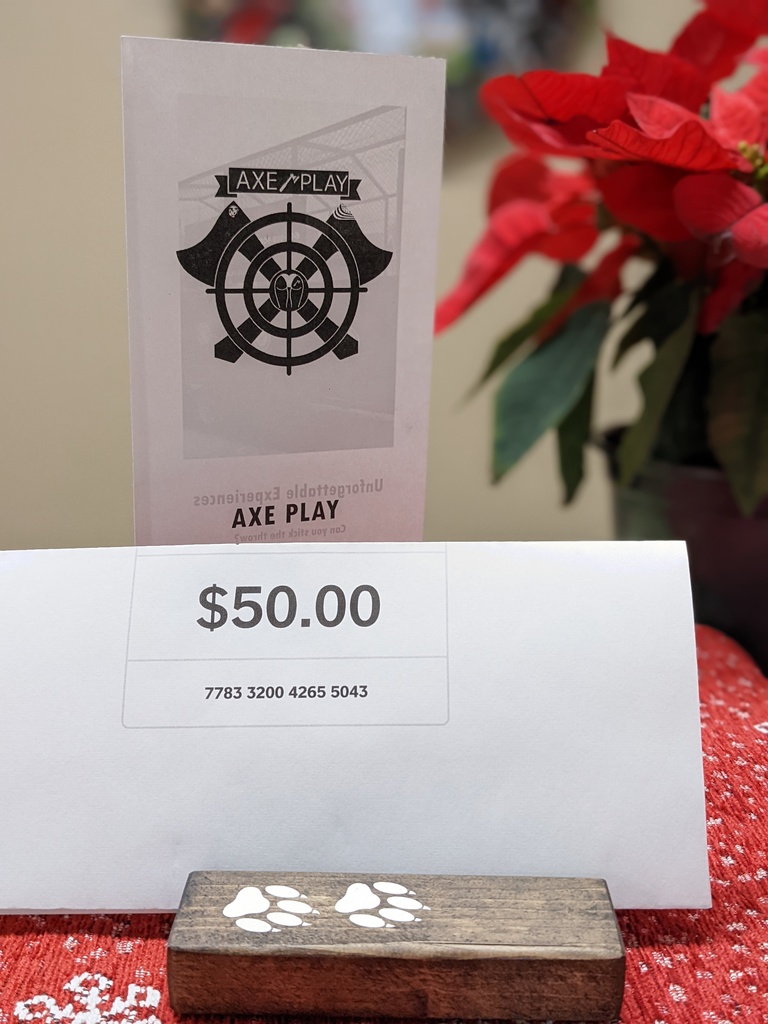 AXE PLAY
Unforgettable Experiences
AXE PLAY
Can you stick the throw?
$50.00
7783 3200 4265 5043